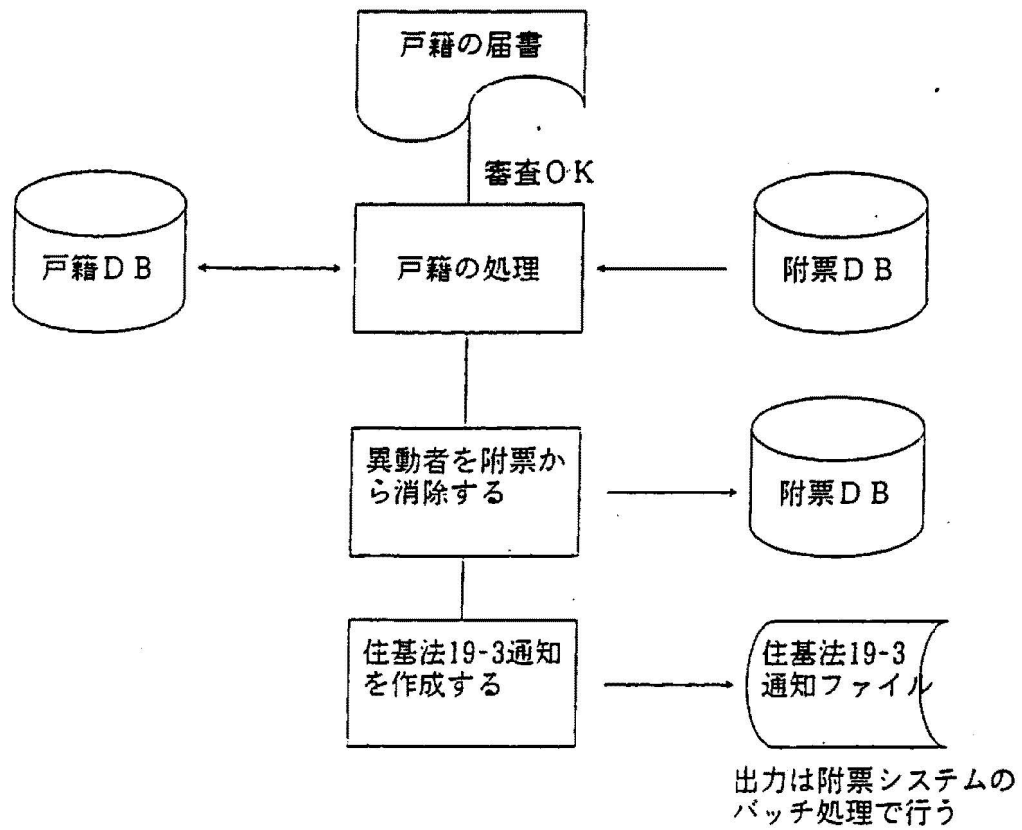 戸籍の届書
審査OK
戸籍DB
戸籍の処理
附票DB
異動者を附票か
ら消除する
附票DB
住基法19-3通知
を作成する
住基法19-3
通知ファイル
出力は附票システムの
バッチ処理で行う